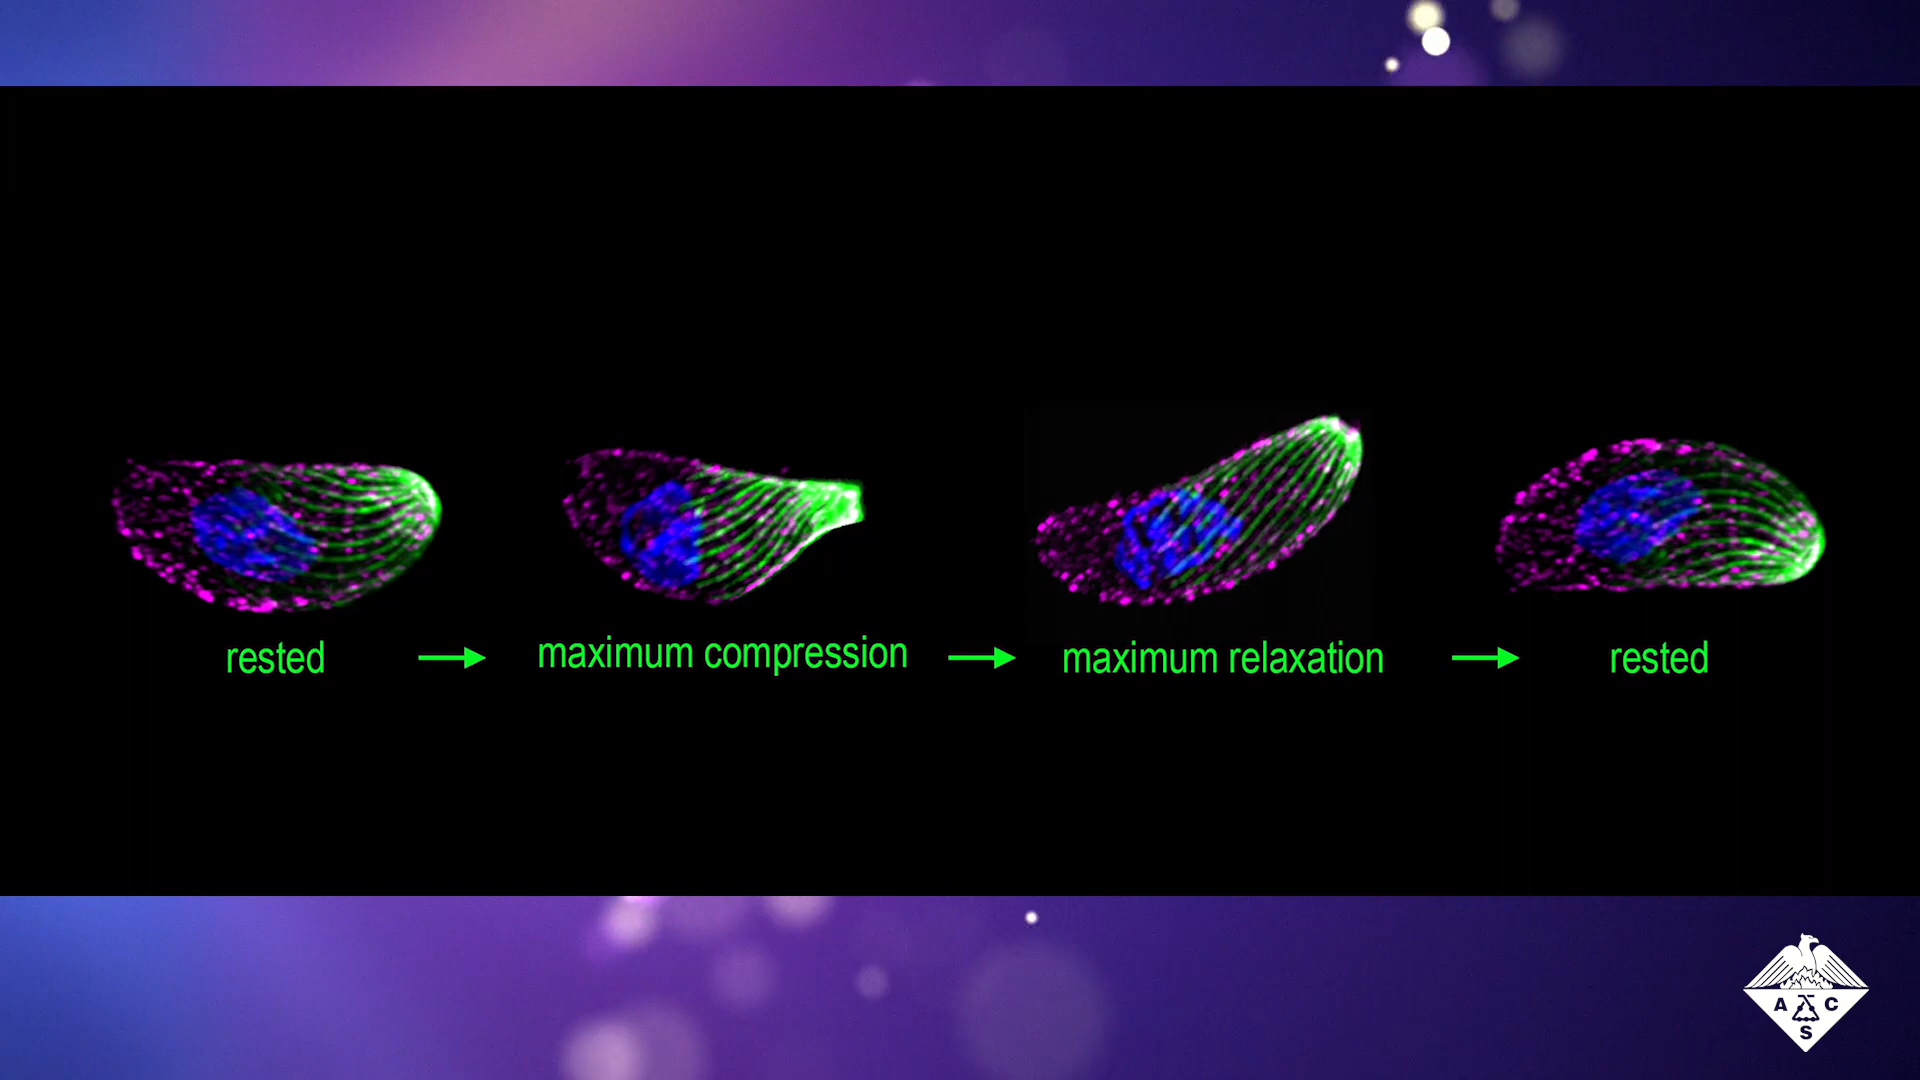 rested
maximum compression
maximum relaxation
rested
A C
S